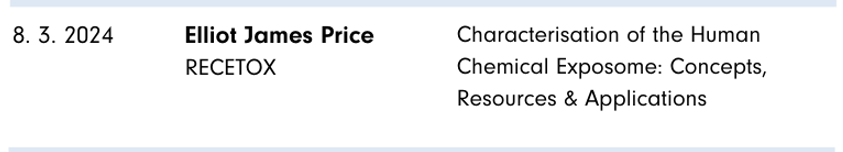 8. 3. 2024
Elliot James Price
RECETOX
Characterisation of the Human
Chemical Exposome: Concepts,
Resources & Applications